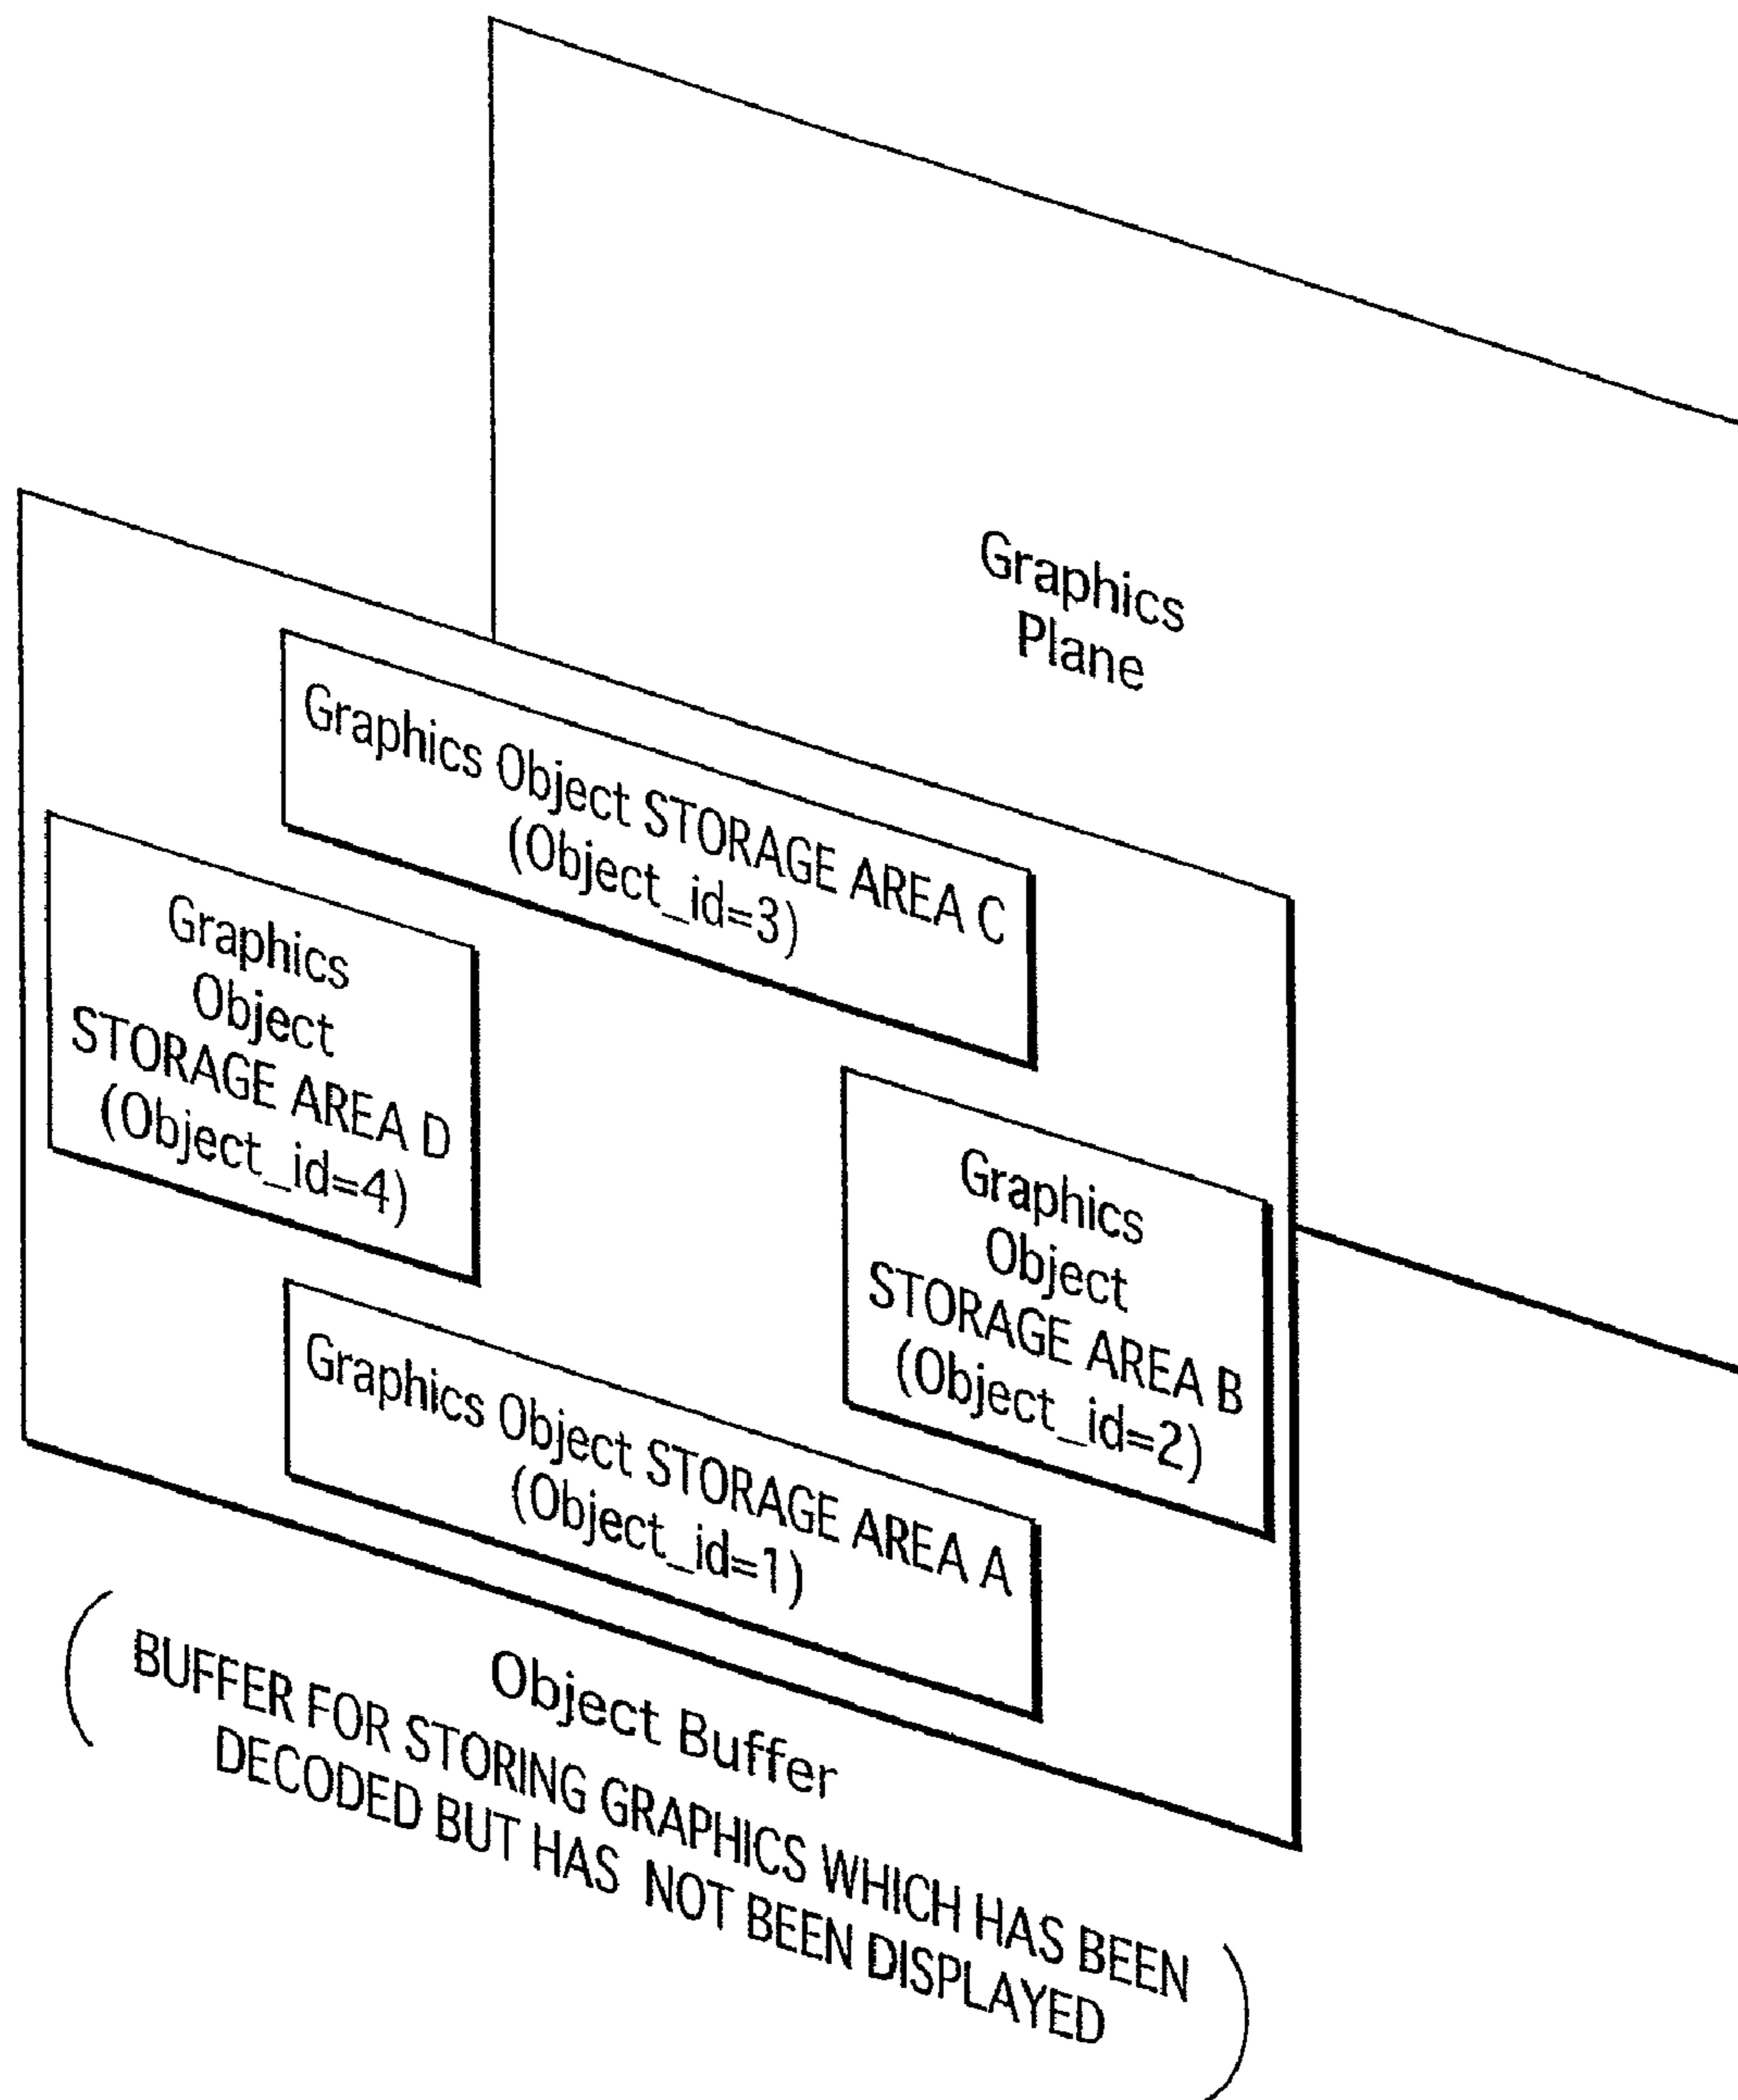 Graphics
Plane
Graphics Object STORAGE AREA C
(Object_id=3)
Graphics
Object
STORAGE AREA D
(Object_id=4)
Graphics
Object
STORAGE AREA B
(Object_id=2)
Graphics Object STORAGE AREA A
(Object_id=1)
Object Buffer
(BUFFER FOR STORING GRAPHICS WHICH HAS BEEN
DECODED BUT HAS NOT BEEN DISPLAYED)